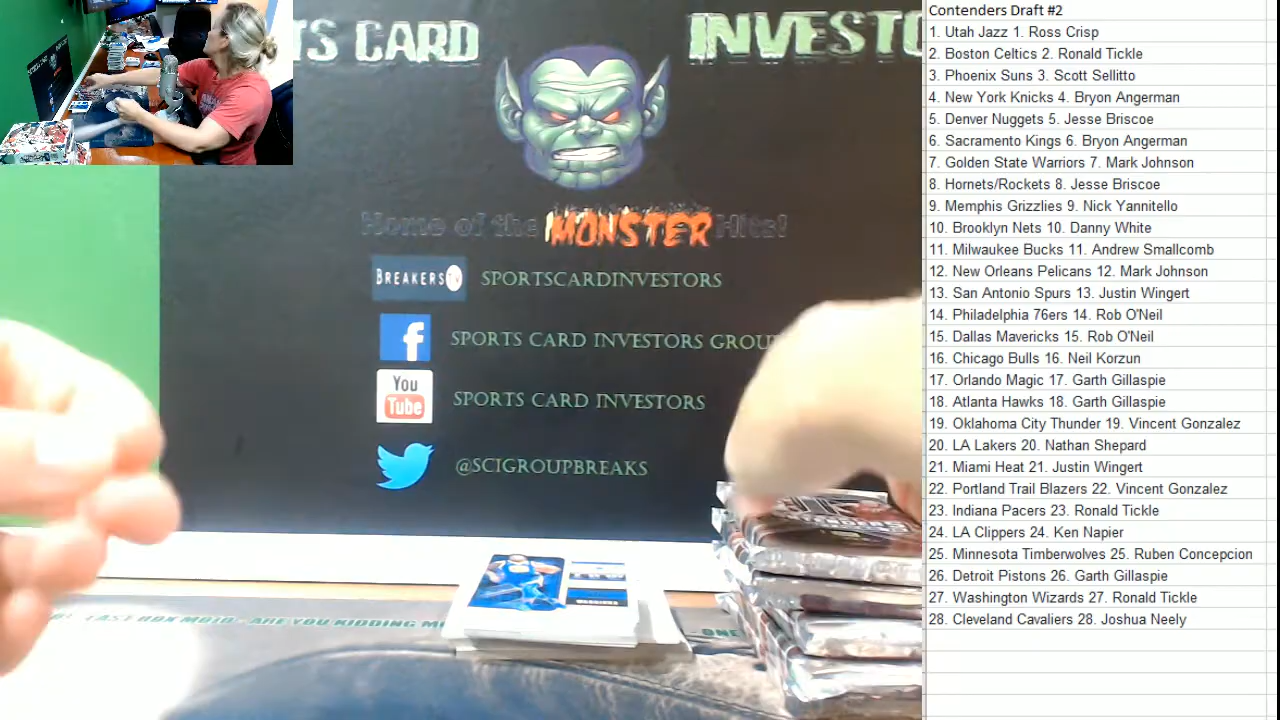 TS CARD
INVESTO
Home of the MONSTER Hits!
BREAKERS TV SPORTSCARDINVESTORS
f SPORTS CARD INVESTORS GROUP
You Tube SPORTS CARD INVESTORS
@SCIGROUPBREAKS
LAST BOX MOJO - ARE YOU KIDDING M
ONE
Contenders Draft #2
1. Utah Jazz 1. Ross Crisp
2. Boston Celtics 2. Ronald Tickle
3. Phoenix Suns 3. Scott Sellitto
4. New York Knicks 4. Bryon Angerman
5. Denver Nuggets 5. Jesse Briscoe
6. Sacramento Kings 6. Bryon Angerman
7. Golden State Warriors 7. Mark Johnson
8. Hornets/Rockets 8. Jesse Briscoe
9. Memphis Grizzlies 9. Nick Yannitello
10. Brooklyn Nets 10. Danny White
11. Milwaukee Bucks 11. Andrew Smallcomb
12. New Orleans Pelicans 12. Mark Johnson
13. San Antonio Spurs 13. Justin Wingert
14. Philadelphia 76ers 14. Rob O'Neil
15. Dallas Mavericks 15. Rob O'Neil
16. Chicago Bulls 16. Neil Korzun
17. Orlando Magic 17. Garth Gillaspie
18. Atlanta Hawks 18. Garth Gillaspie
19. Oklahoma City Thunder 19. Vincent Gonzalez
20. LA Lakers 20. Nathan Shepard
21. Miami Heat 21. Justin Wingert
22. Portland Trail Blazers 22. Vincent Gonzalez
23. Indiana Pacers 23. Ronald Tickle
24. LA Clippers 24. Ken Napier
25. Minnesota Timberwolves 25. Ruben Concepcion
26. Detroit Pistons 26. Garth Gillaspie
27. Washington Wizards 27. Ronald Tickle
28. Cleveland Cavaliers 28. Joshua Neely